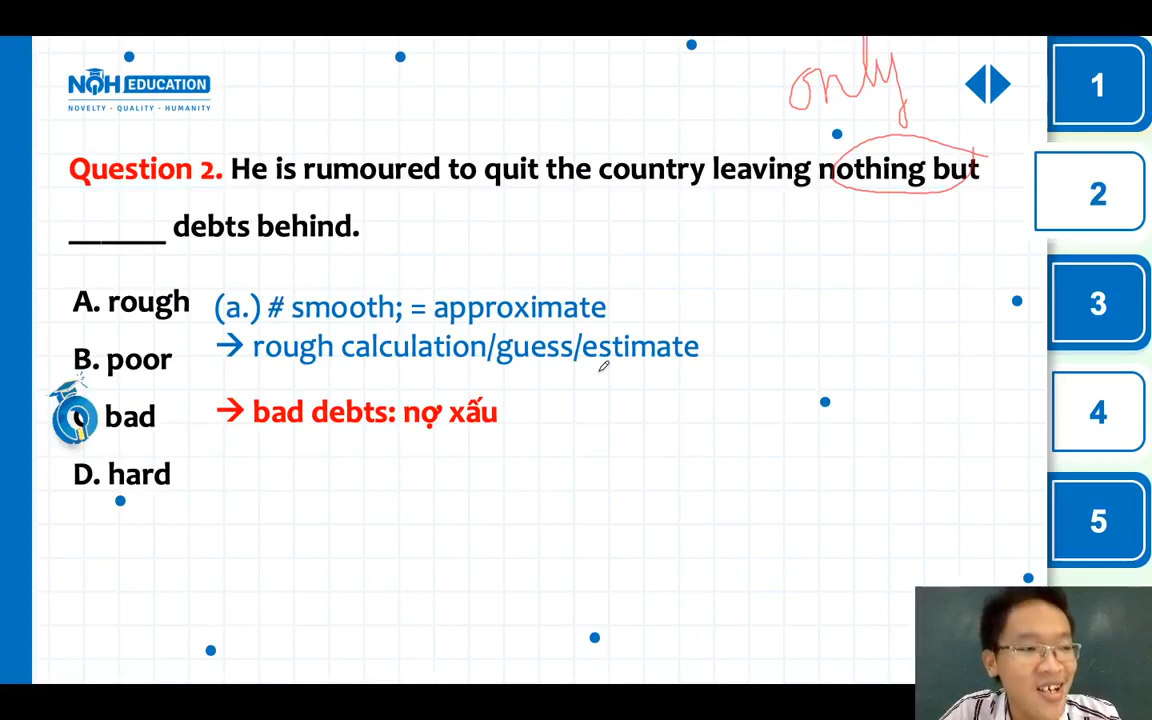 only
NQH EDUCATION
NOVELTY - QUALITY - HUMANITY
1
Question 2. He is rumoured to quit the country leaving nothing but
______ debts behind.
2
A. rough (a.) # smooth; = approximate
→ rough calculation/guess/estimate
B. poor
3
bad → bad debts: nợ xấu
4
D. hard
5